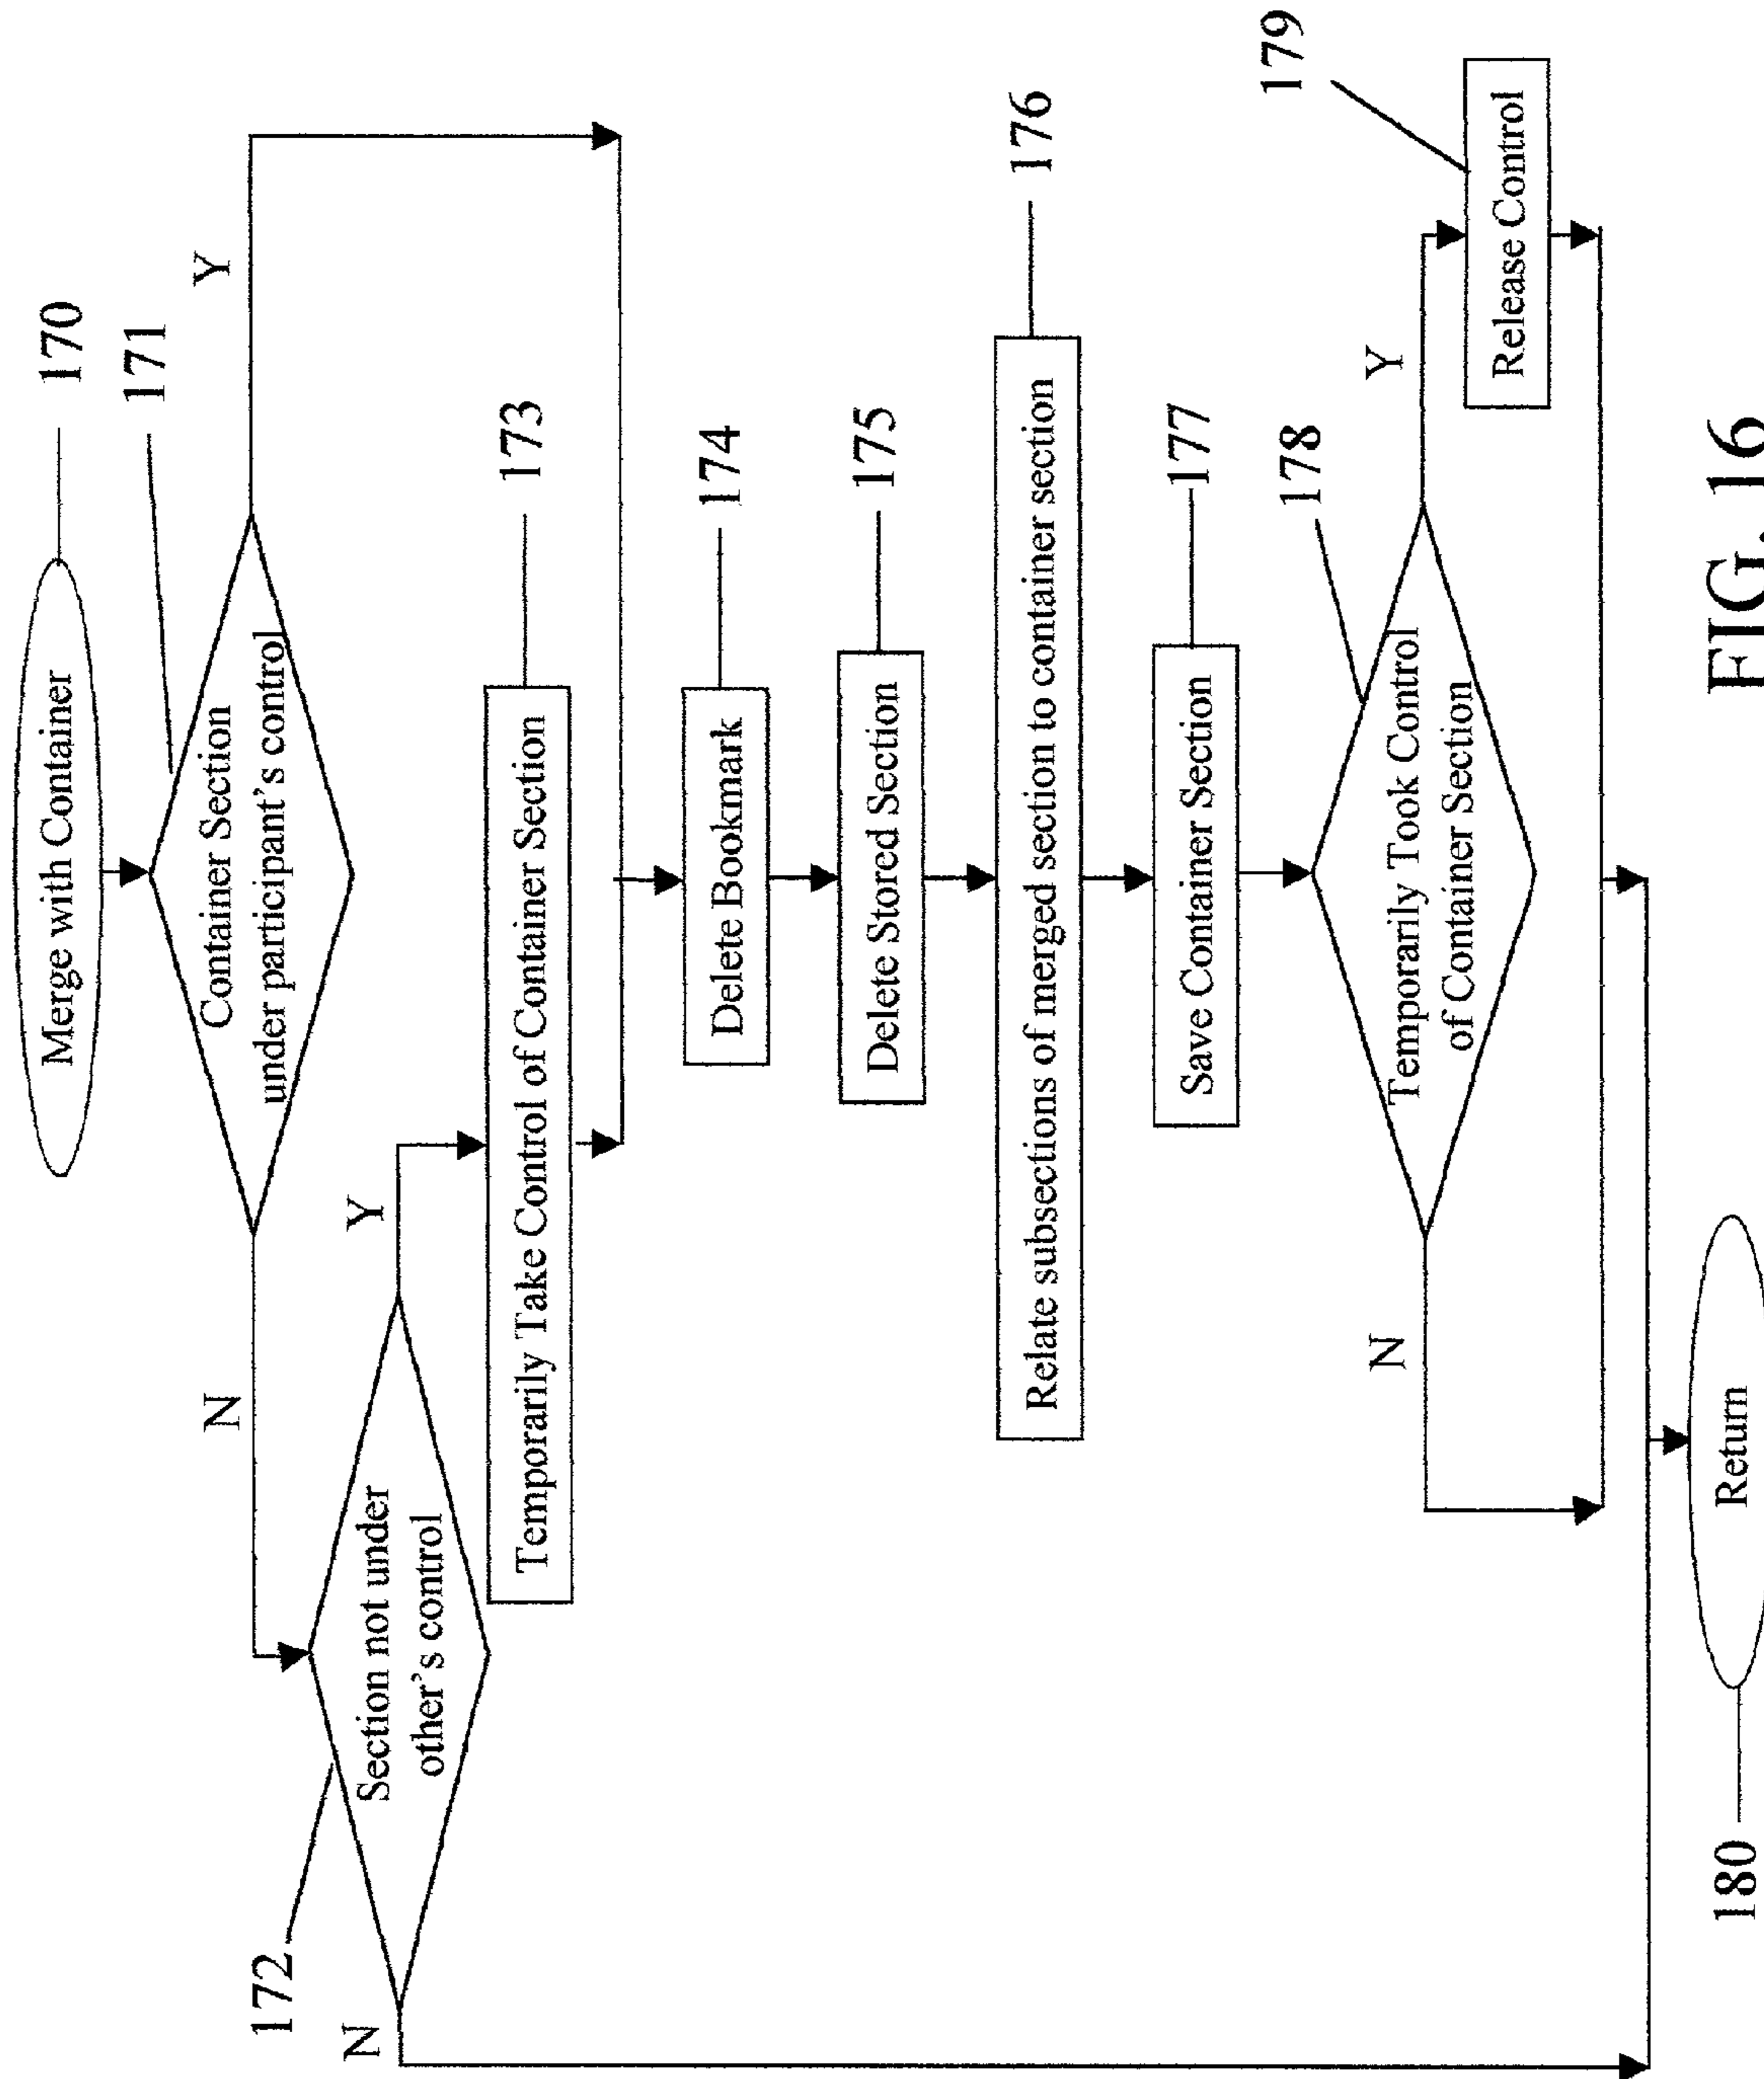 Merge with Container
170
171
Container Section
under participant's control
N
Y
172
Section not under
other's control
N
Y
173
Temporarily Take Control of Container Section
174
Delete Bookmark
175
Delete Stored Section
176
Relate subsections of merged section to container section
177
Save Container Section
178
Temporarily Took Control
of Container Section
N
Y
179
Release Control
180
Return
FIG. 16